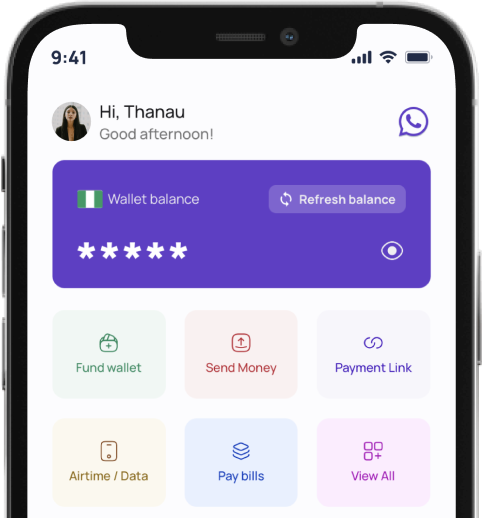 9:41
Hi, Thanau
Good afternoon!
Wallet balance
Refresh balance
*****
Fund wallet
Send Money
Payment Link
Airtime / Data
Pay bills
View All